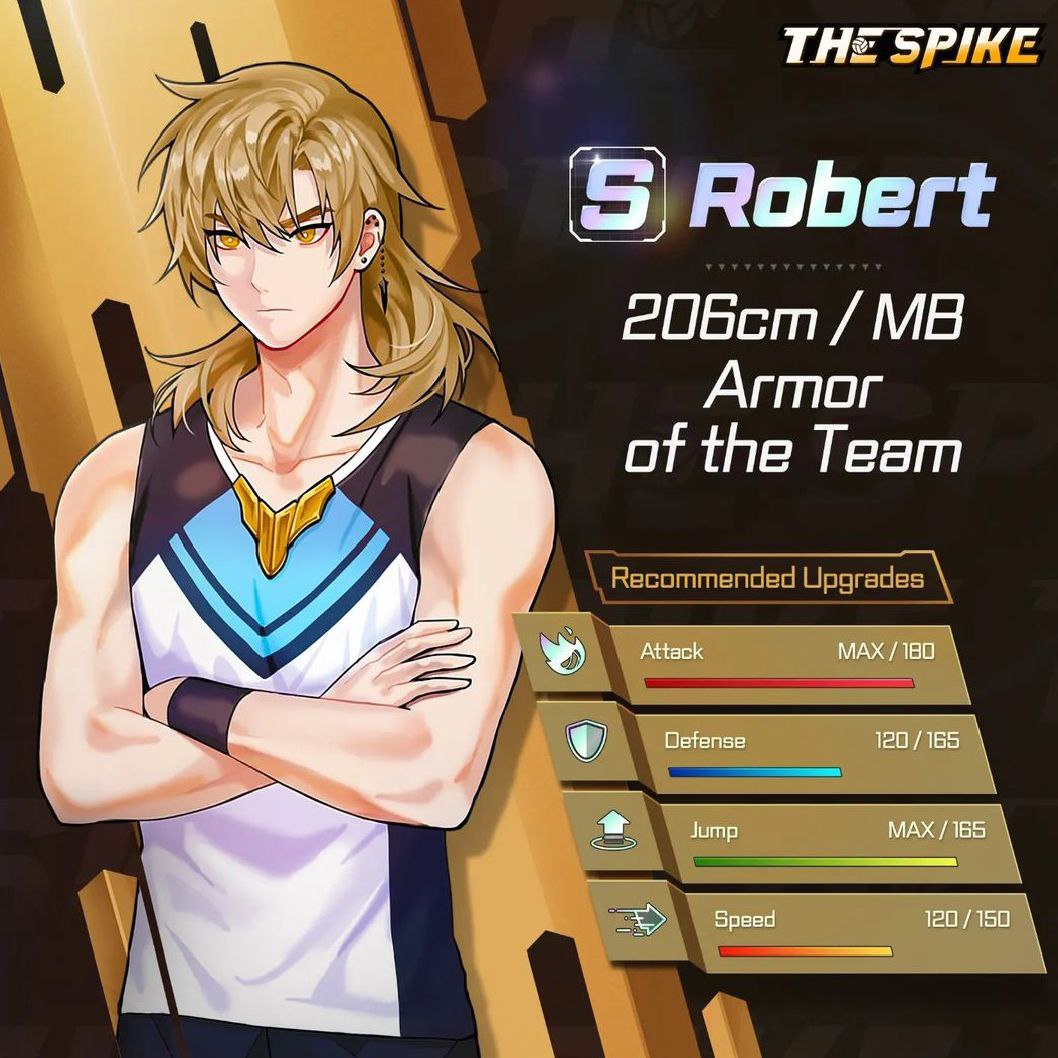 THE SPIKE
S Robert
206cm / MB
Armor
of the Team
Recommended Upgrades
Attack MAX / 180
Defense 120 / 165
Jump MAX / 165
Speed 120 / 150